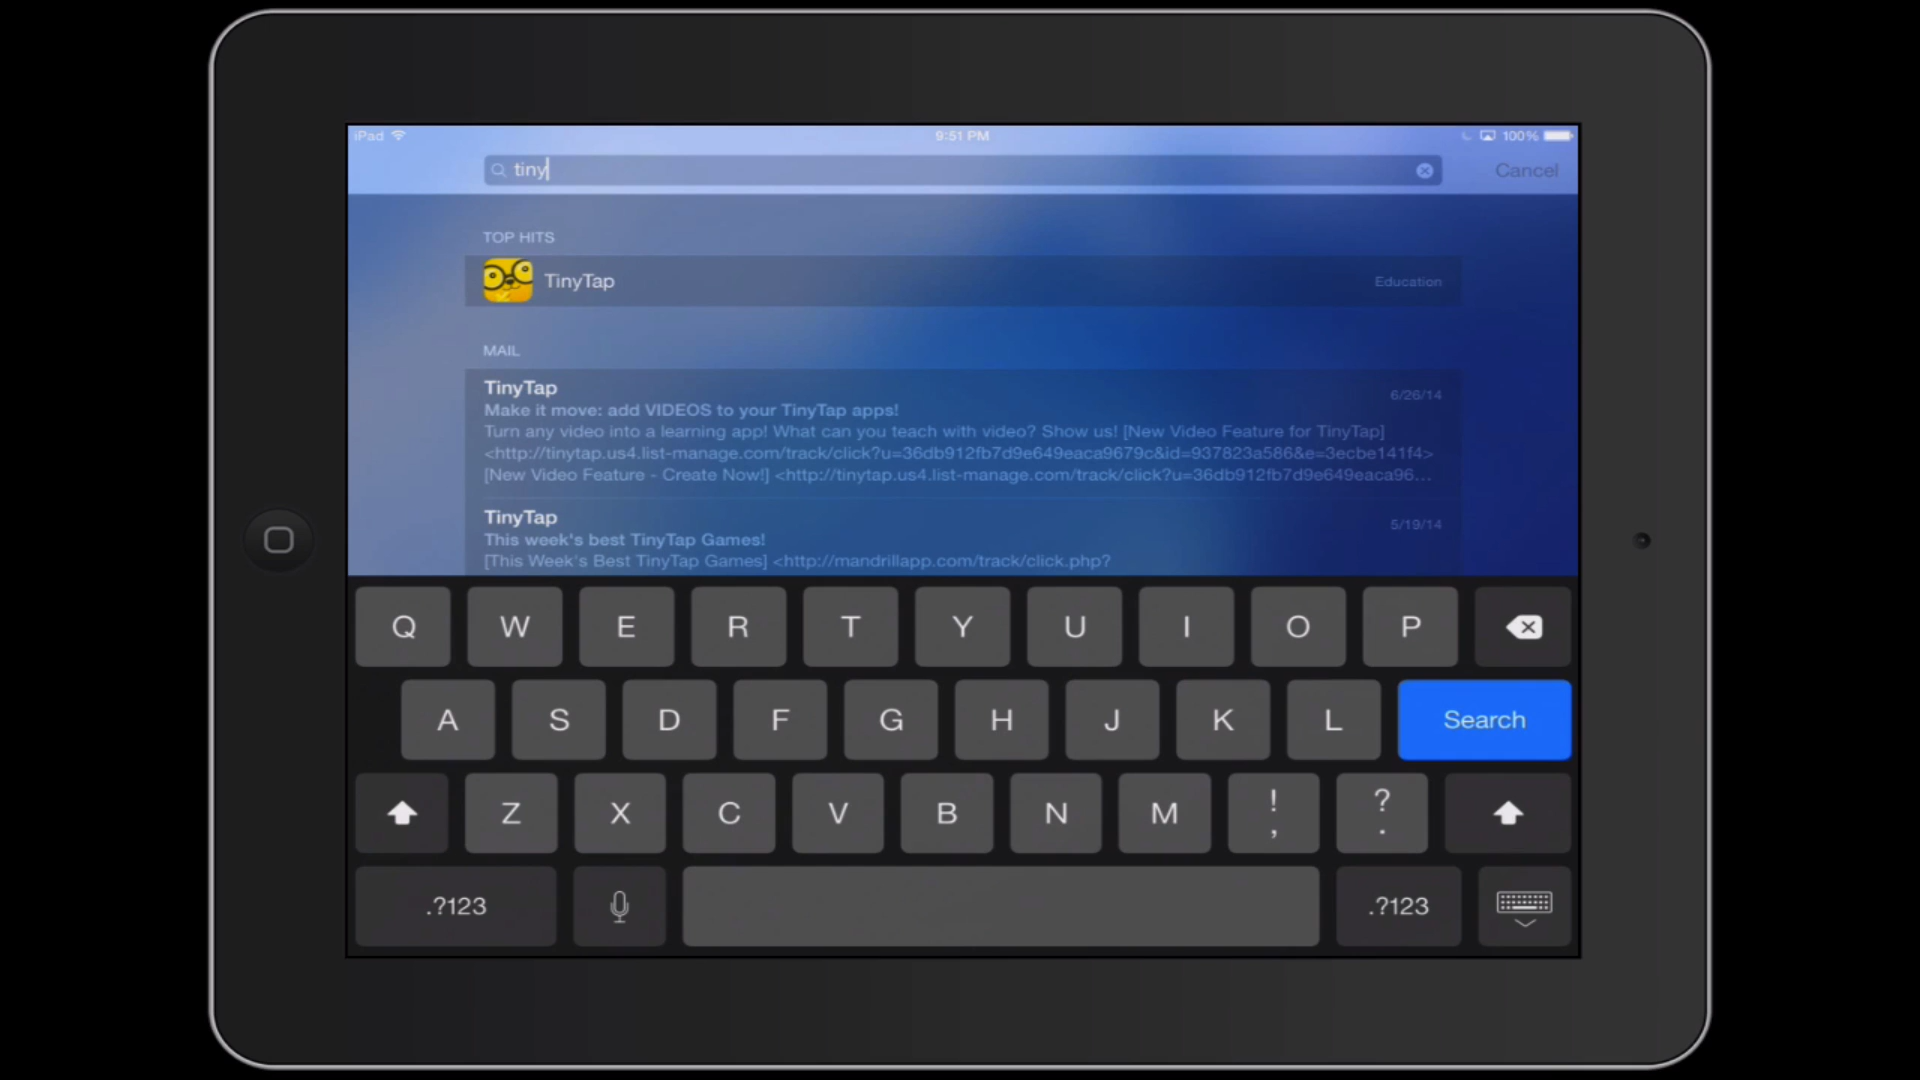 iPad 9:51 PM 100%
tiny Cancel
TOP HITS
TinyTap Education
MAIL
TinyTap 6/26/14
Make it move: add VIDEOS to your TinyTap apps!
Turn any video into a learning app! What can you teach with video? Show us! [New Video Feature for TinyTap]
<http://tinytap.us4.list-manage.com/track/click?u=36db912fb7d9e649eaca9679c&id=937823a586&e=3ecbe141f4>
[New Video Feature - Create Now!] <http://tinytap.us4.list-manage.com/track/click?u=36db912fb7d9e649eaca96...
TinyTap 5/19/14
This week's best TinyTap Games!
[This Week's Best TinyTap Games] <http://mandrillapp.com/track/click.php?
Q W E R T Y U I O P
A S D F G H J K L Search
Z X C V B N M ! , ? .
.?123 .?123